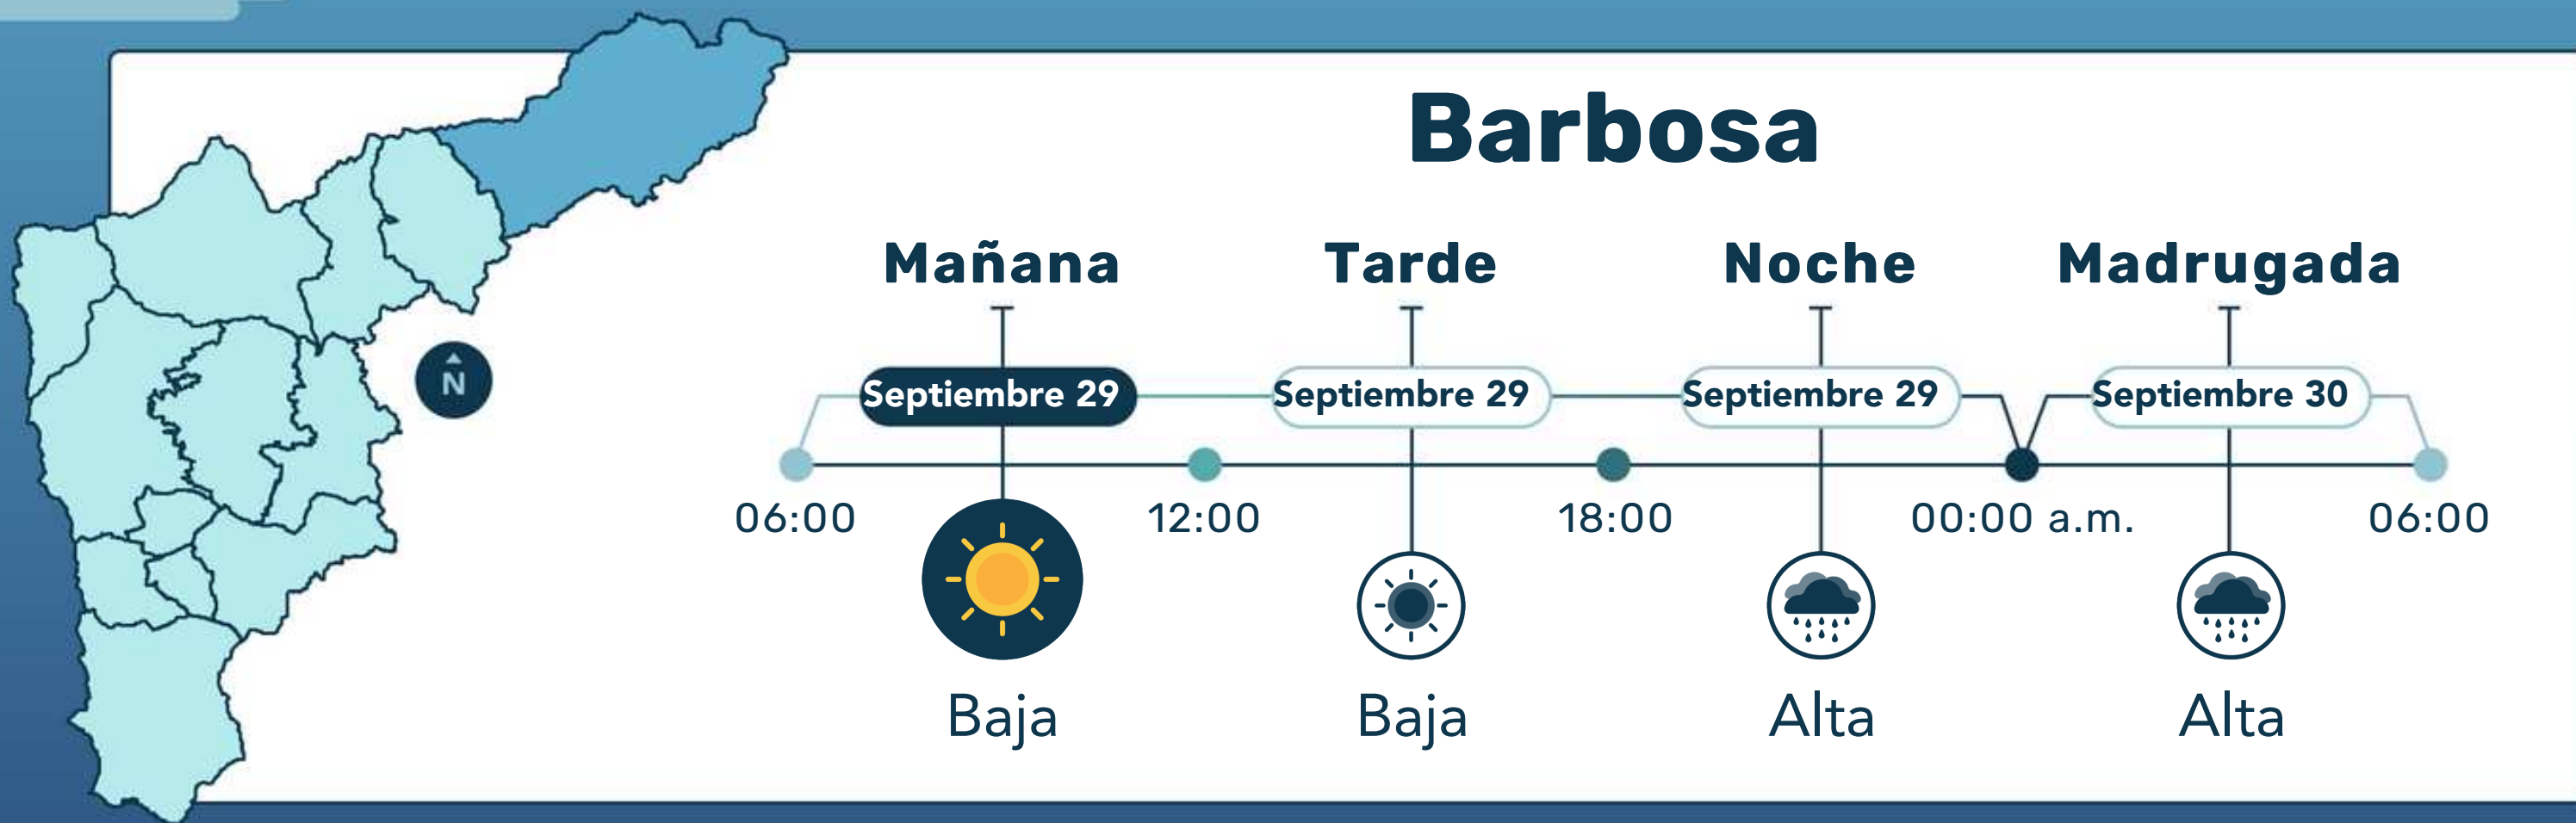 Barbosa
Mañana Tarde Noche Madrugada
N
Septiembre 29 Septiembre 29 Septiembre 29 Septiembre 30
06:00 12:00 18:00 00:00 a.m. 06:00
Baja Baja Alta Alta